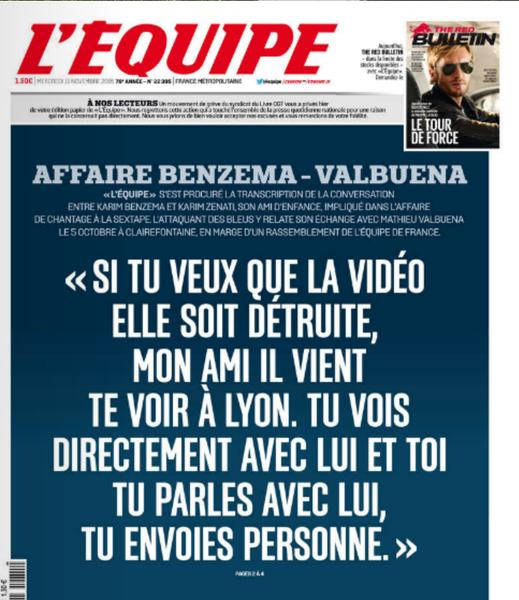 L'ÉQUIPE
1.30€ | MERCREDI 11 NOVEMBRE 2015 | 70e ANNÉE - N° 22 395 | FRANCE MÉTROPOLITAINE
Aujourd'hui,
THE RED BULLETIN
- dans la limite des
stocks disponibles -
avec «L'Équipe».
Demandez-le
THE RED
BULLETIN
LE TOUR
DE FORCE
À NOS LECTEURS Un mouvement de grève du syndicat du Livre CGT vous a privés hier
de votre édition papier de «L'Équipe». Nous regrettons cette action qui a touché l'ensemble de la presse quotidienne nationale pour une raison
qui ne la concernait pas directement. Nous vous prions de bien vouloir accepter nos excuses et vous remercions de votre fidélité.
AFFAIRE BENZEMA - VALBUENA
«L'ÉQUIPE» S'EST PROCURÉ LA TRANSCRIPTION DE LA CONVERSATION
ENTRE KARIM BENZEMA ET KARIM ZENATI, SON AMI D'ENFANCE, IMPLIQUÉ DANS L'AFFAIRE
DE CHANTAGE À LA SEXTAPE. L'ATTAQUANT DES BLEUS Y RELATE SON ÉCHANGE AVEC MATHIEU VALBUENA
LE 5 OCTOBRE À CLAIREFONTAINE, EN MARGE D'UN RASSEMBLEMENT DE L'ÉQUIPE DE FRANCE.
« SI TU VEUX QUE LA VIDÉO
ELLE SOIT DÉTRUITE,
MON AMI IL VIENT
TE VOIR À LYON. TU VOIS
DIRECTEMENT AVEC LUI ET TOI
TU PARLES AVEC LUI,
TU ENVOIES PERSONNE. »
PAGES 2 À 4
1.30 €